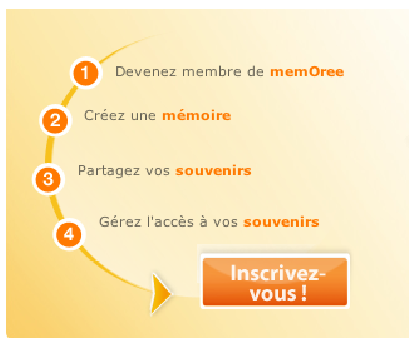 1 Devenez membre de memOree
2 Créez une mémoire
3 Partagez vos souvenirs
4 Gérez l'accès à vos souvenirs
Inscrivez-
vous !